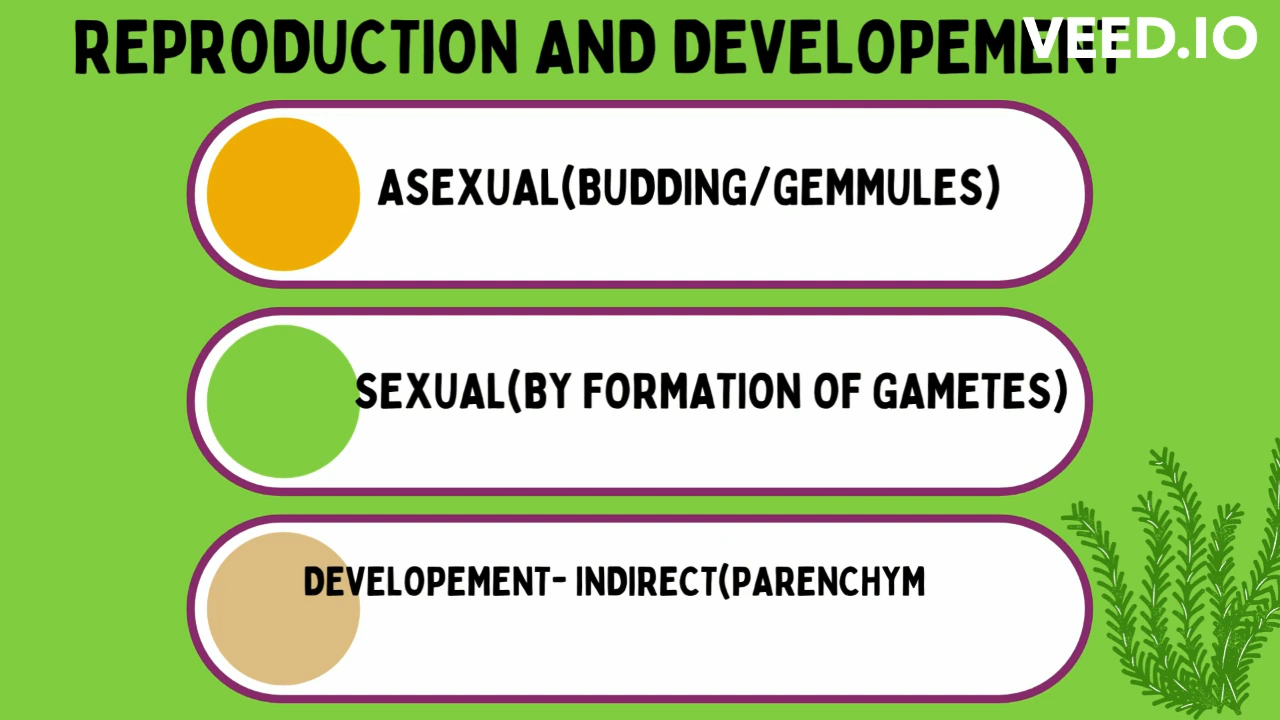 REPRODUCTION AND DEVELOPEMENT
VEED.IO
ASEXUAL(BUDDING/GEMMULES)
SEXUAL(BY FORMATION OF GAMETES)
DEVELOPEMENT- INDIRECT(PARENCHYM